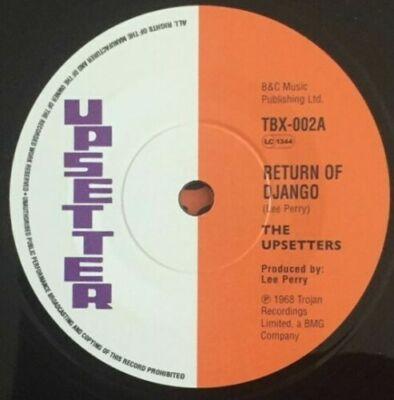 ALL RIGHTS OF THE MANUFACTURER AND OF THE OWNER OF THE RECORDED WORK RESERVED • UNAUTHORISED PUBLIC PERFORMANCE BROADCASTING AND COPYING OF THIS RECORD PROHIBITED
UPSETTER
B&C Music
Publishing Ltd.
TBX-002A
LC 1344
RETURN OF
DJANGO
(Lee Perry)
THE
UPSETTERS
Produced by:
Lee Perry
℗ 1968 Trojan
Recordings
Limited, a BMG
Company